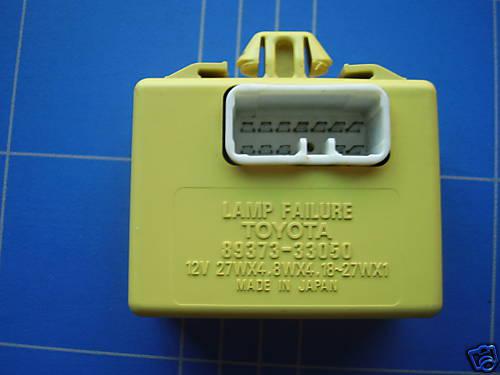 LAMP FAILURE
TOYOTA
89373-33050
12V 27WX4.8WX4.18~27WX1
MADE IN JAPAN